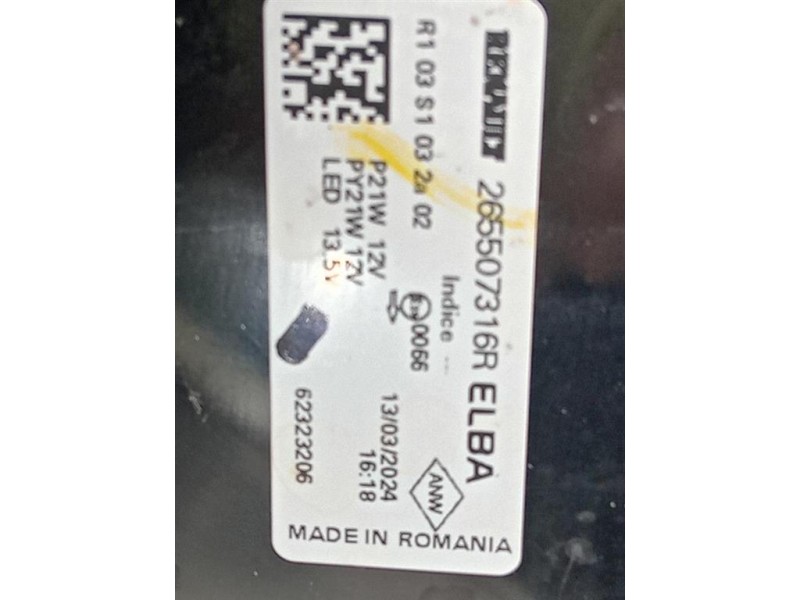 RENAULT 265507316R ELBA
R1 03 S1 03 2a 02
Indice --
0066
P21W 12V
PY21W 12V
LED 13.5V
13/03/2024
16:18
ANW
62323206
MADE IN ROMANIA